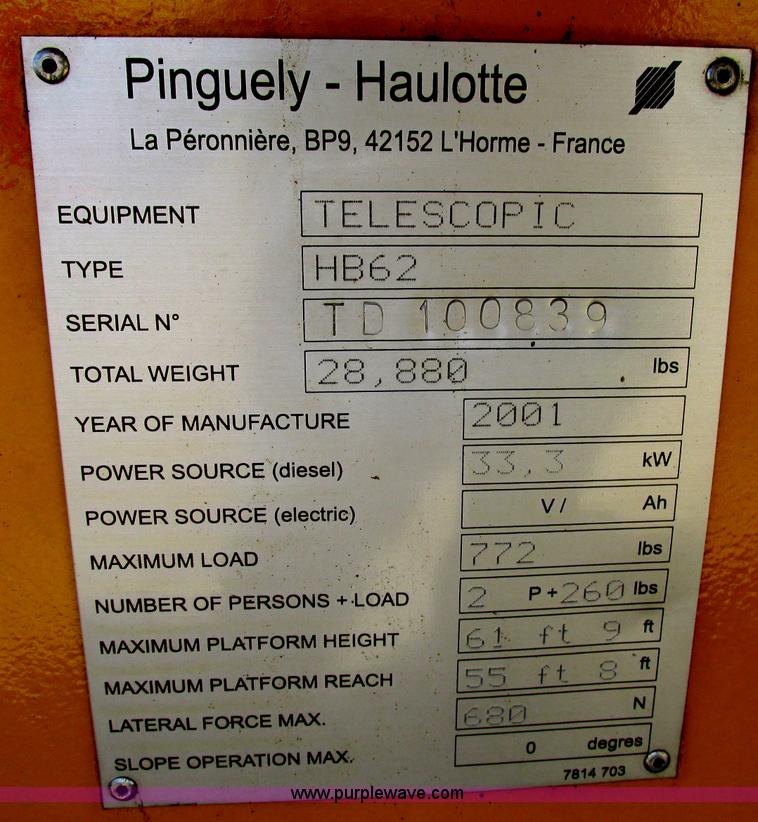 Pinguely - Haulotte
La Péronnière, BP9, 42152 L'Horme - France
EQUIPMENT TELESCOPIC
TYPE HB62
SERIAL N° TD 100839
TOTAL WEIGHT 28,880 lbs
YEAR OF MANUFACTURE 2001
POWER SOURCE (diesel) 33,3 kW
POWER SOURCE (electric) V / Ah
MAXIMUM LOAD 772 lbs
NUMBER OF PERSONS + LOAD 2 P + 260 lbs
MAXIMUM PLATFORM HEIGHT 61 ft 9 ft
MAXIMUM PLATFORM REACH 55 ft 8 ft
LATERAL FORCE MAX. 680 N
SLOPE OPERATION MAX. 0 degres
7814 703
www.purplewave.com